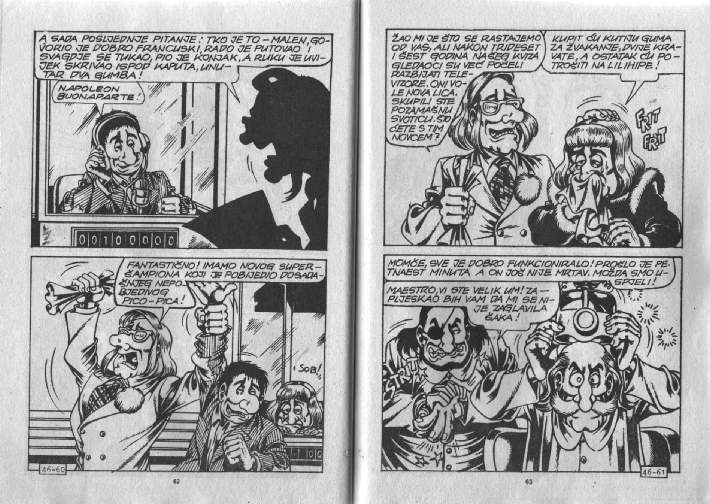 A SADA POSLJEDNJE PITANJE: TKO JE TO - MALEN, GO-
VORIO JE DOBRO FRANCUSKI, RADO JE PUTOVAO I
SVAGDJE SE TUKAO, PIO JE KONJAK, A RUKU JE UVI-
JEK SKRIVAO ISPOD KAPUTA, UNU-
TAR DVA GUMBA!
NAPOLEON
BUONAPARTE!
00100000
FANTASTIČNO! IMAMO NOVOG SUPER-
ŠAMPIONA KOJI JE POBIJEDIO DOSADA-
ŠNJEG NEPO-
BJEDIVOG
PICO-PICA!
SOB!
100
46-60
62
ŽAO MI JE ŠTO SE RASTAJEMO
OD VAS, ALI NAKON TRIDESET
I ŠEST GODINA NAŠEG KVIZA
GLEDAOCI SU VEĆ POČELI
RAZBIJATI TELE-
VIZORE. ONI VO-
LE NOVA LICA.
SKUPILI STE
POZAMAŠNU
SVOTICU. ŠTO
ĆETE S TIM
NOVCEM?
KUPIT ĆU KUTIJU GUMA
ZA ŽVAKANJE, DVIJE KRA-
VATE, A OSTATAK ĆU PO-
TROŠITI NA LILIHIPE!
FRIT
FRIT
MOMČE, SVE JE DOBRO FUNKCIONIRALO! PROŠLO JE PE-
TNAEST MINUTA A ON JOŠ NIJE MRTAV. MOŽDA SMO U-
SPJELI!
MAESTRO, VI STE VELIK UM! ZA-
PLJESKAO BIH VAM DA MI SE NI-
JE ZAGLAVILA
ŠAKA!
46-61
63